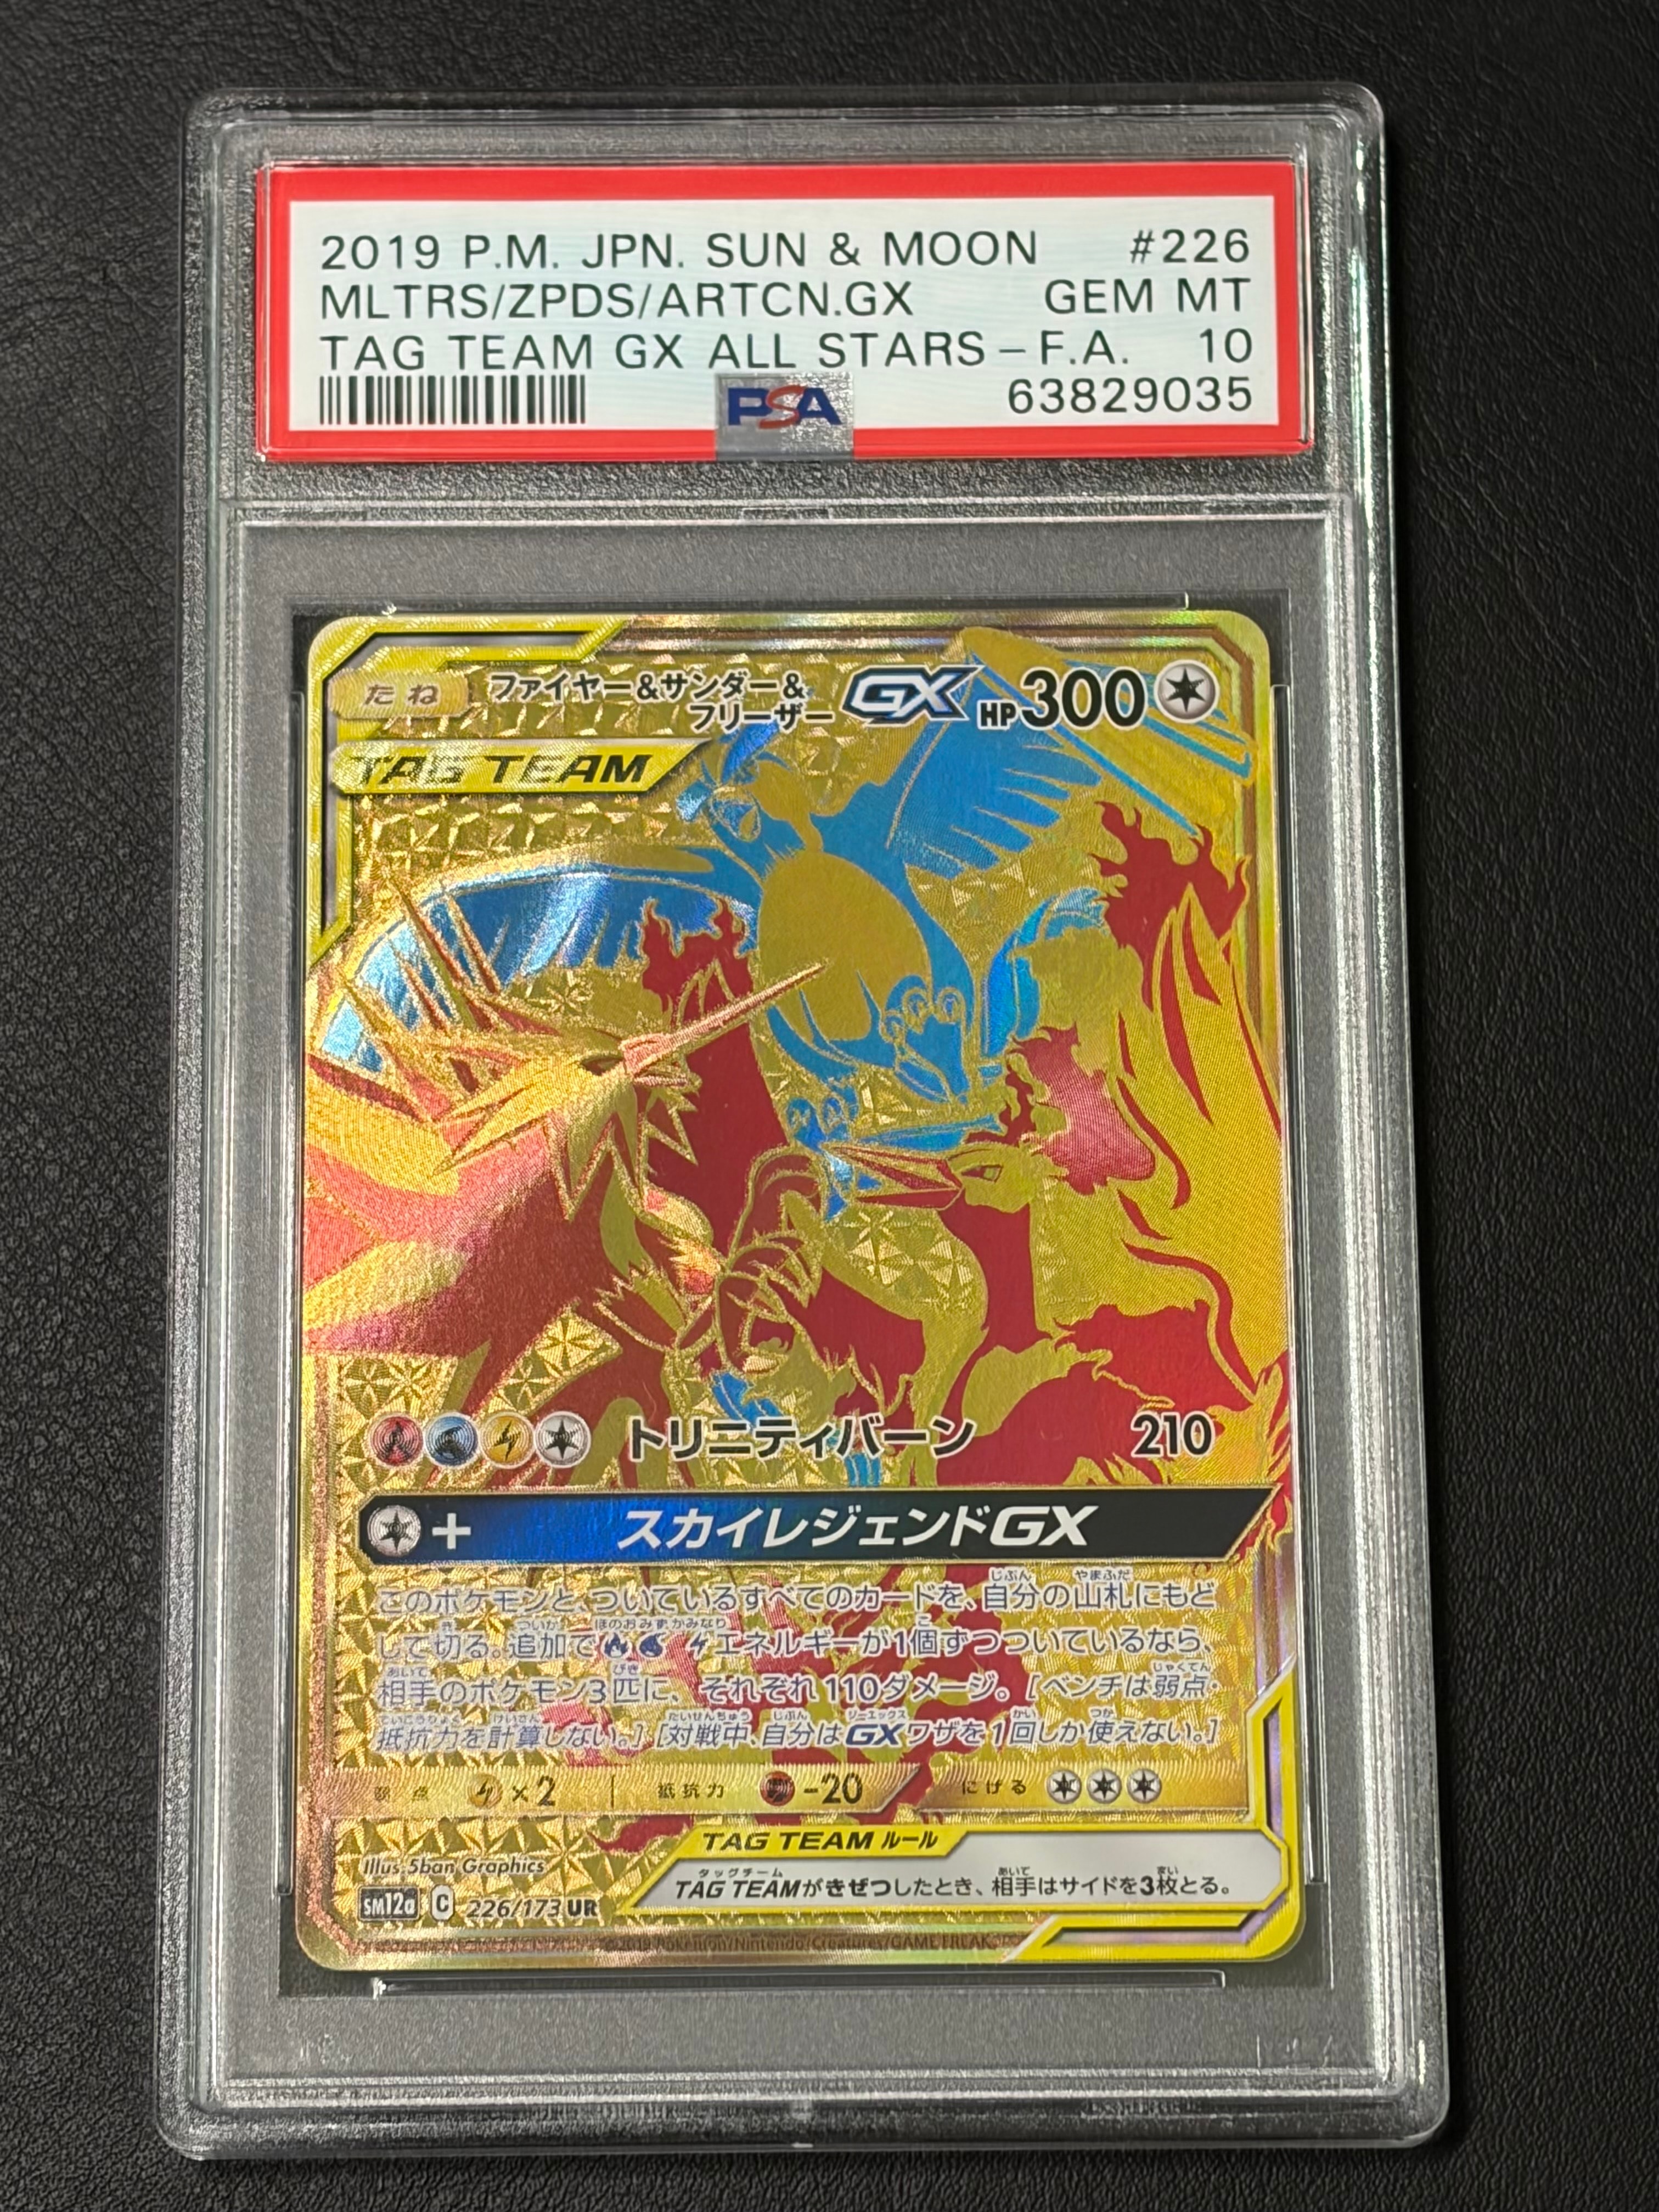 2019 P.M. JPN. SUN & MOON #226
MLTRS/ZPDS/ARTCN.GX GEM MT
TAG TEAM GX ALL STARS – F.A. 10
PSA 63829035
たね ファイヤー&サンダー&フリーザー GX HP300
TAG TEAM
トリニティバーン 210
+ スカイレジェンドGX
このポケモンと、ついているすべてのカードを、自分の山札にもど
して切る。追加で エネルギーが1個ずつついているなら、
相手のポケモン3匹に、それぞれ110ダメージ。[ベンチは弱点・
抵抗力を計算しない。][対戦中、自分はGXワザを1回しか使えない。]
弱点 ×2 抵抗力 -20 にげる
TAG TEAM ルール
TAG TEAMがきぜつしたとき、相手はサイドを3枚とる。
Illus. 5ban Graphics
SM12a C 226/173 UR
Pokémon/Nintendo/Creatures/GAME FREAK